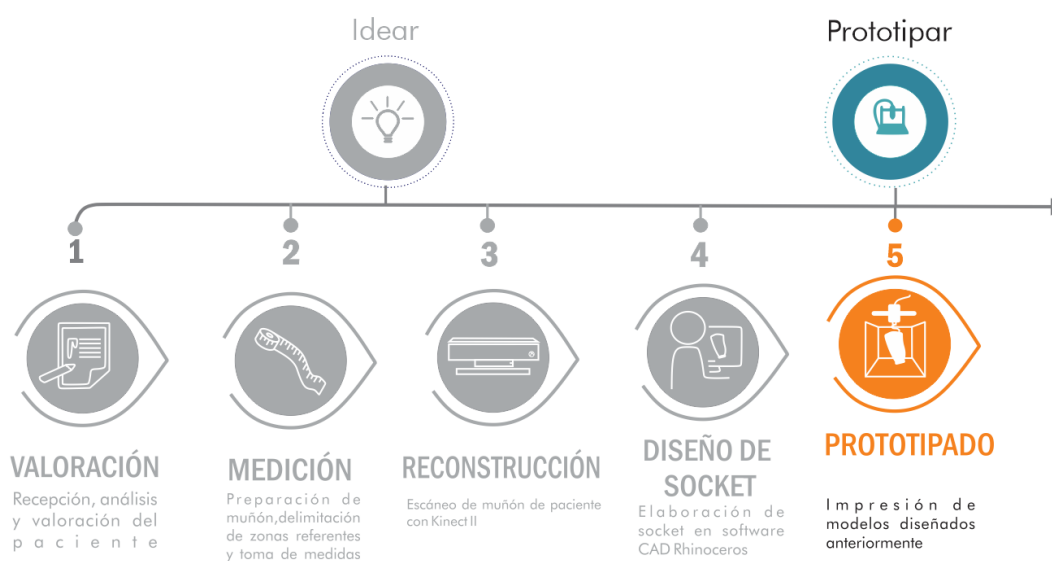 Idear
Prototipar
1
VALORACIÓN
Recepción, análisis
y valoración del
paciente
2
MEDICIÓN
Preparación de
muñón,delimitación
de zonas referentes
y toma de medidas
3
RECONSTRUCCIÓN
Escáneo de muñón de paciente
con Kinect II
4
DISEÑO DE
SOCKET
Elaboración de
socket en software
CAD Rhinoceros
5
PROTOTIPADO
Impresión de
modelos diseñados
anteriormente